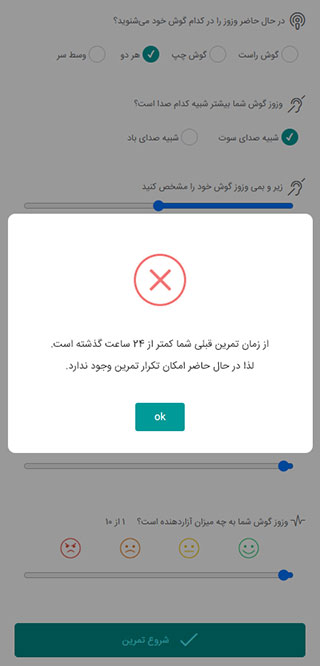 در حال حاضر وزوز را در کدام گوش خود می‌شنوید؟
گوش راست گوش چپ هر دو وسط سر
وزوز گوش شما بیشتر شبیه کدام صدا است؟
شبیه صدای سوت شبیه صدای باد
زیر و بمی وزوز گوش خود را مشخص کنید
از زمان تمرین قبلی شما کمتر از ۲۴ ساعت گذشته است.
لذا در حال حاضر امکان تکرار تمرین وجود ندارد.
ok
وزوز گوش شما به چه میزان آزاردهنده است؟ ۱ از ۱۰
شروع تمرین